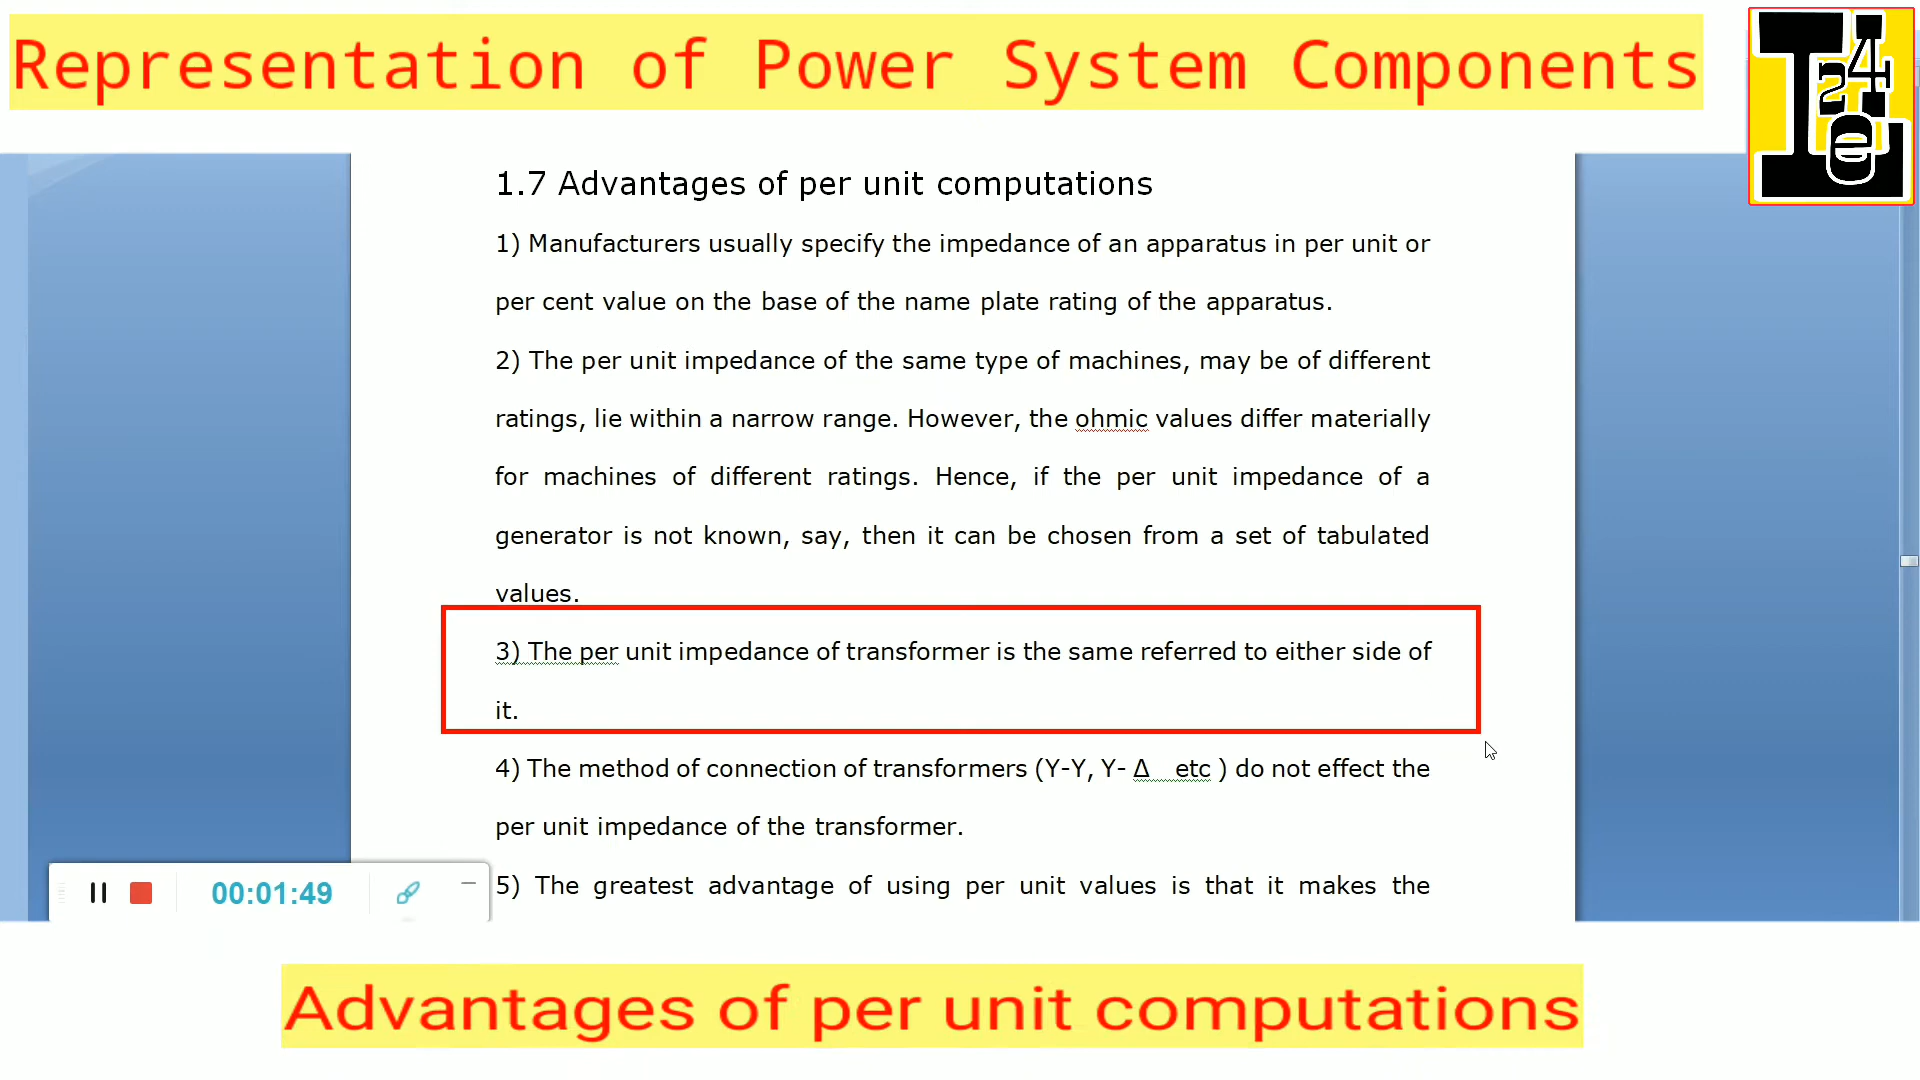 Representation of Power System Components
L24e
1.7 Advantages of per unit computations
1) Manufacturers usually specify the impedance of an apparatus in per unit or
per cent value on the base of the name plate rating of the apparatus.
2) The per unit impedance of the same type of machines, may be of different
ratings, lie within a narrow range. However, the ohmic values differ materially
for machines of different ratings. Hence, if the per unit impedance of a
generator is not known, say, then it can be chosen from a set of tabulated
values.
3) The per unit impedance of transformer is the same referred to either side of
it.
4) The method of connection of transformers (Y-Y, Y- Δ etc ) do not effect the
per unit impedance of the transformer.
5) The greatest advantage of using per unit values is that it makes the
00:01:49
Advantages of per unit computations